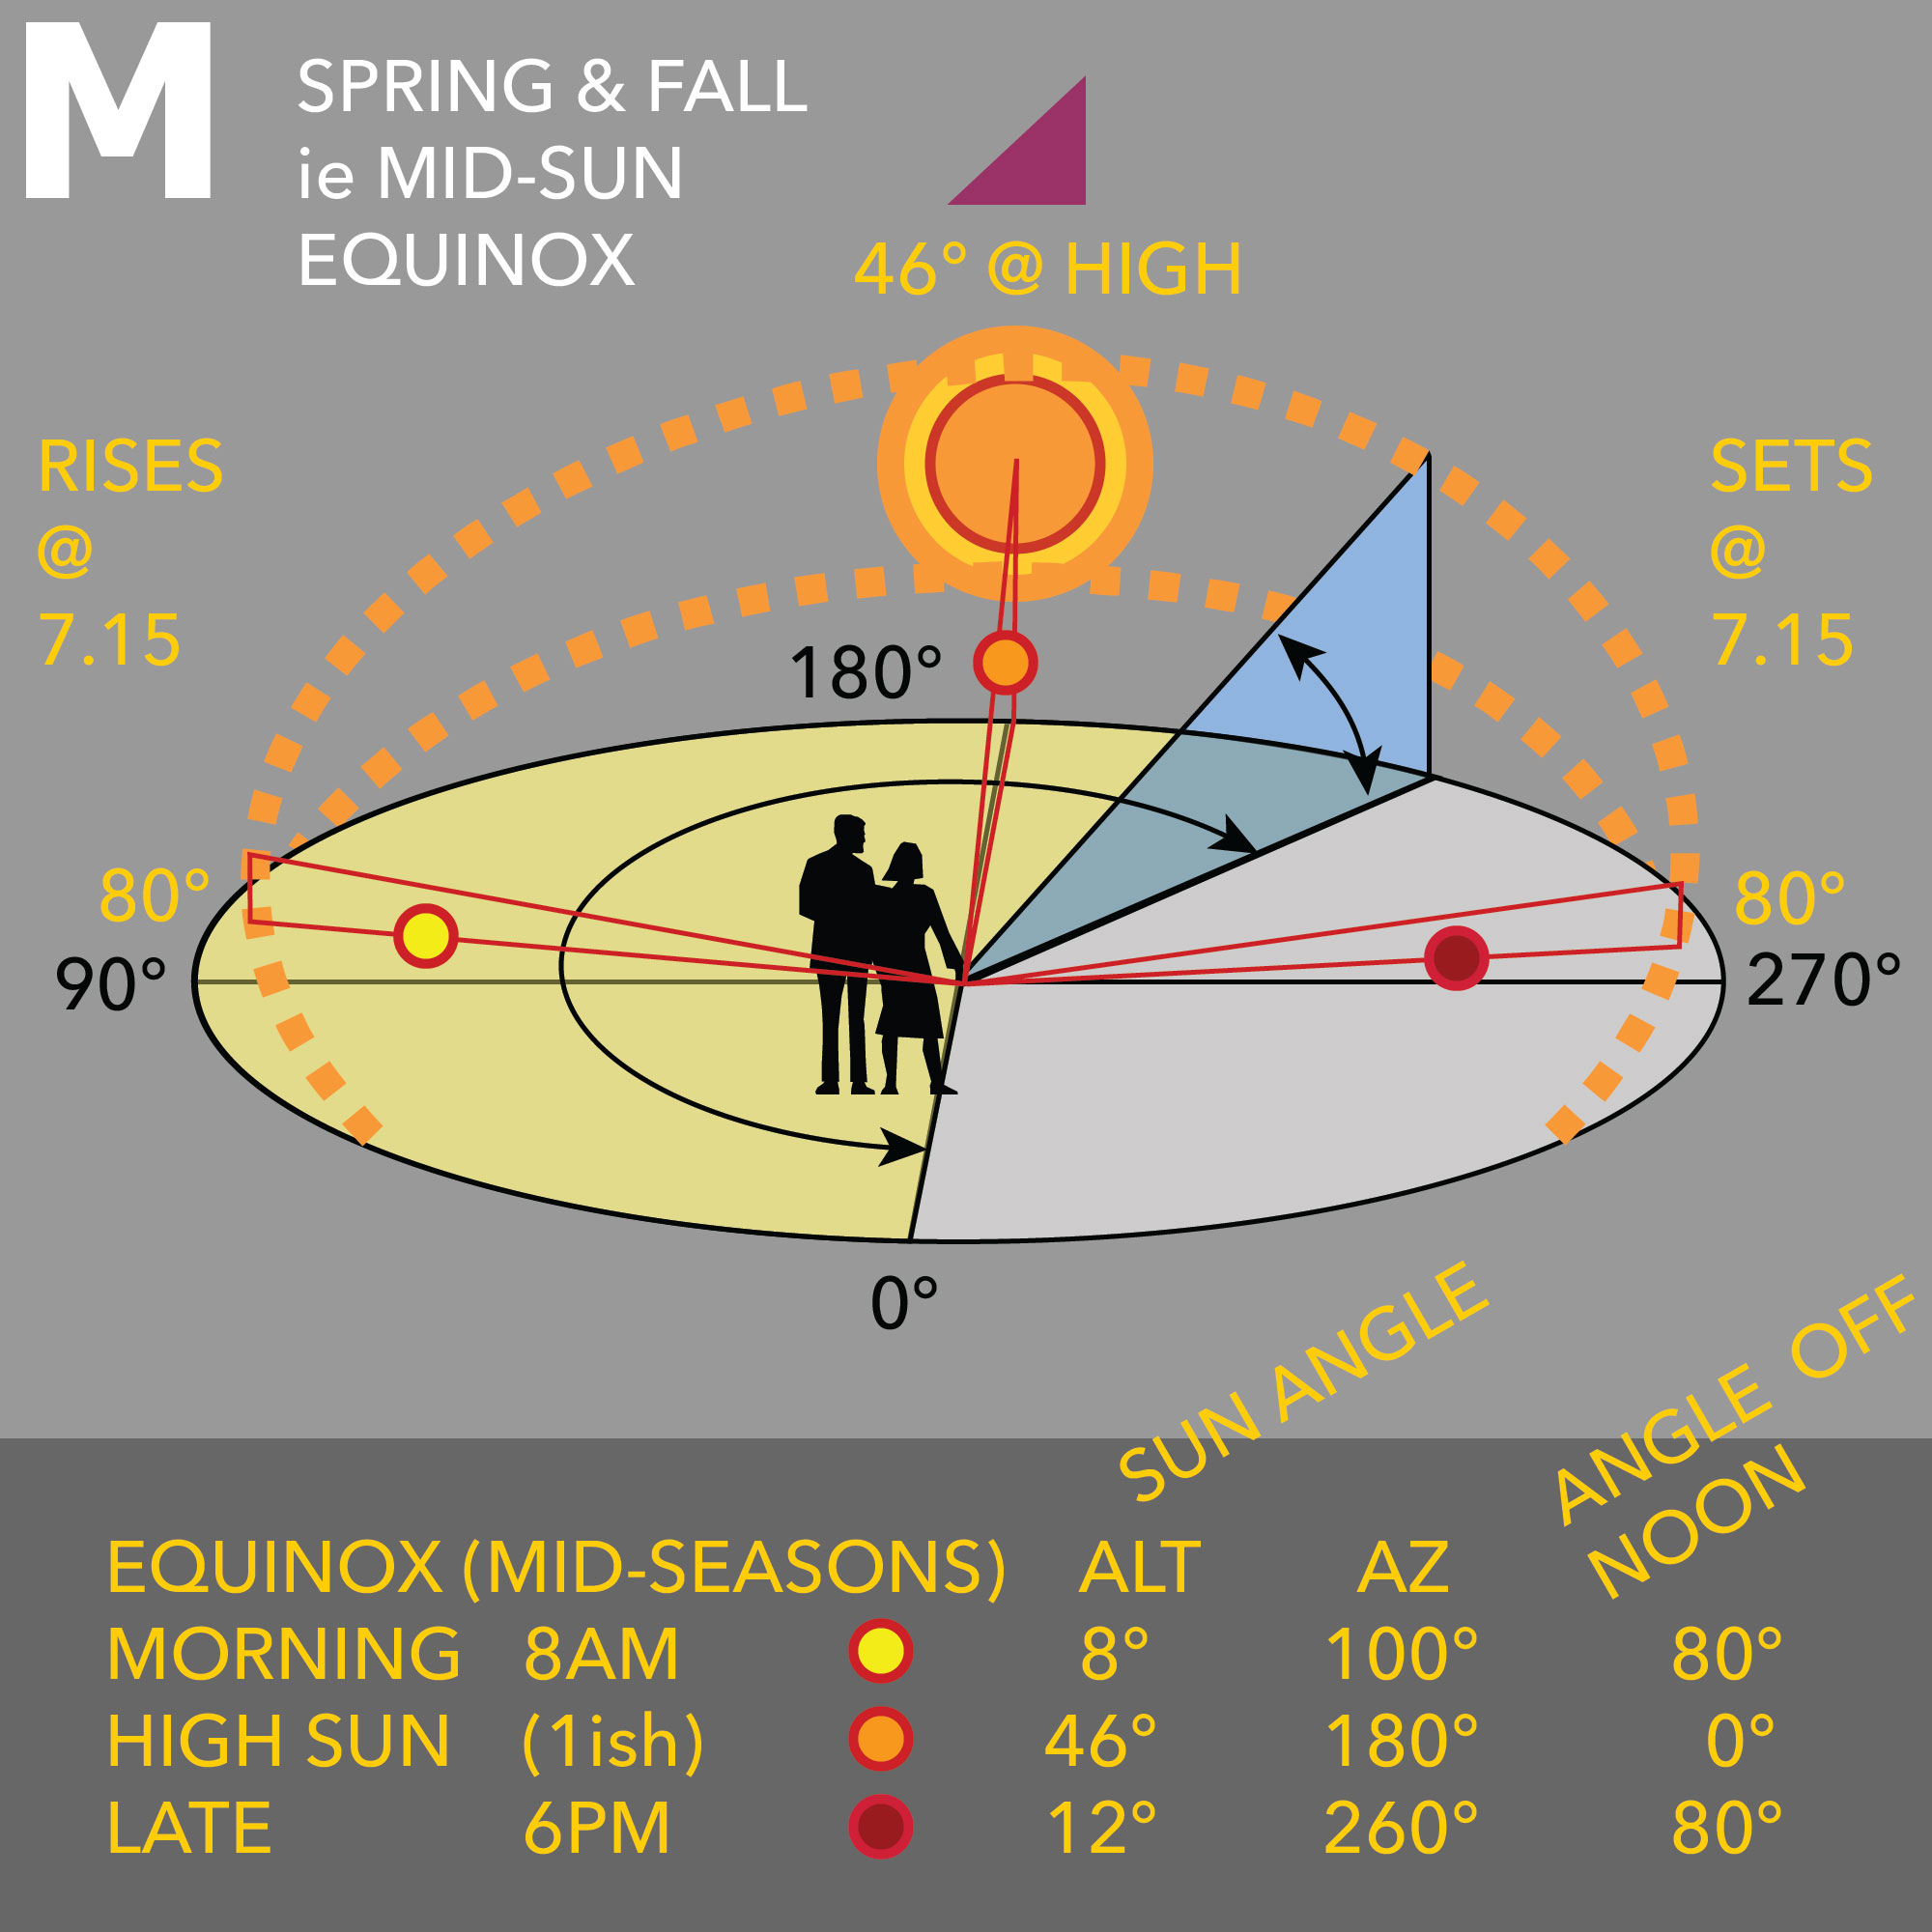 M
SPRING & FALL
ie MID-SUN
EQUINOX
46° @ HIGH
RISES
@
7.15
SETS
@
7.15
180°
80°
90°
80°
270°
0°
SUN ANGLE
ANGLE OFF
NOON
EQUINOX (MID-SEASONS) ALT AZ
MORNING 8AM 8° 100° 80°
HIGH SUN (1ish) 46° 180° 0°
LATE 6PM 12° 260° 80°